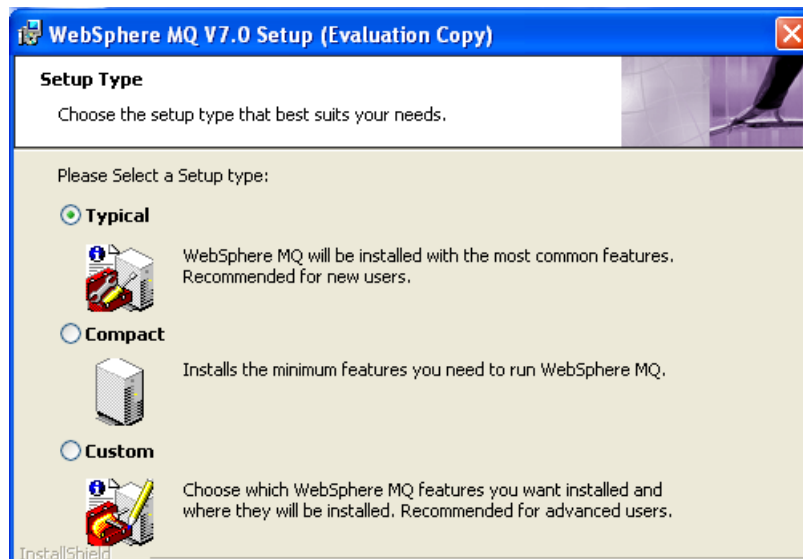 WebSphere MQ V7.0 Setup (Evaluation Copy)
Setup Type
Choose the setup type that best suits your needs.
Please Select a Setup type:
Typical
WebSphere MQ will be installed with the most common features.
Recommended for new users.
Compact
Installs the minimum features you need to run WebSphere MQ.
Custom
Choose which WebSphere MQ features you want installed and
where they will be installed. Recommended for advanced users.
InstallShield